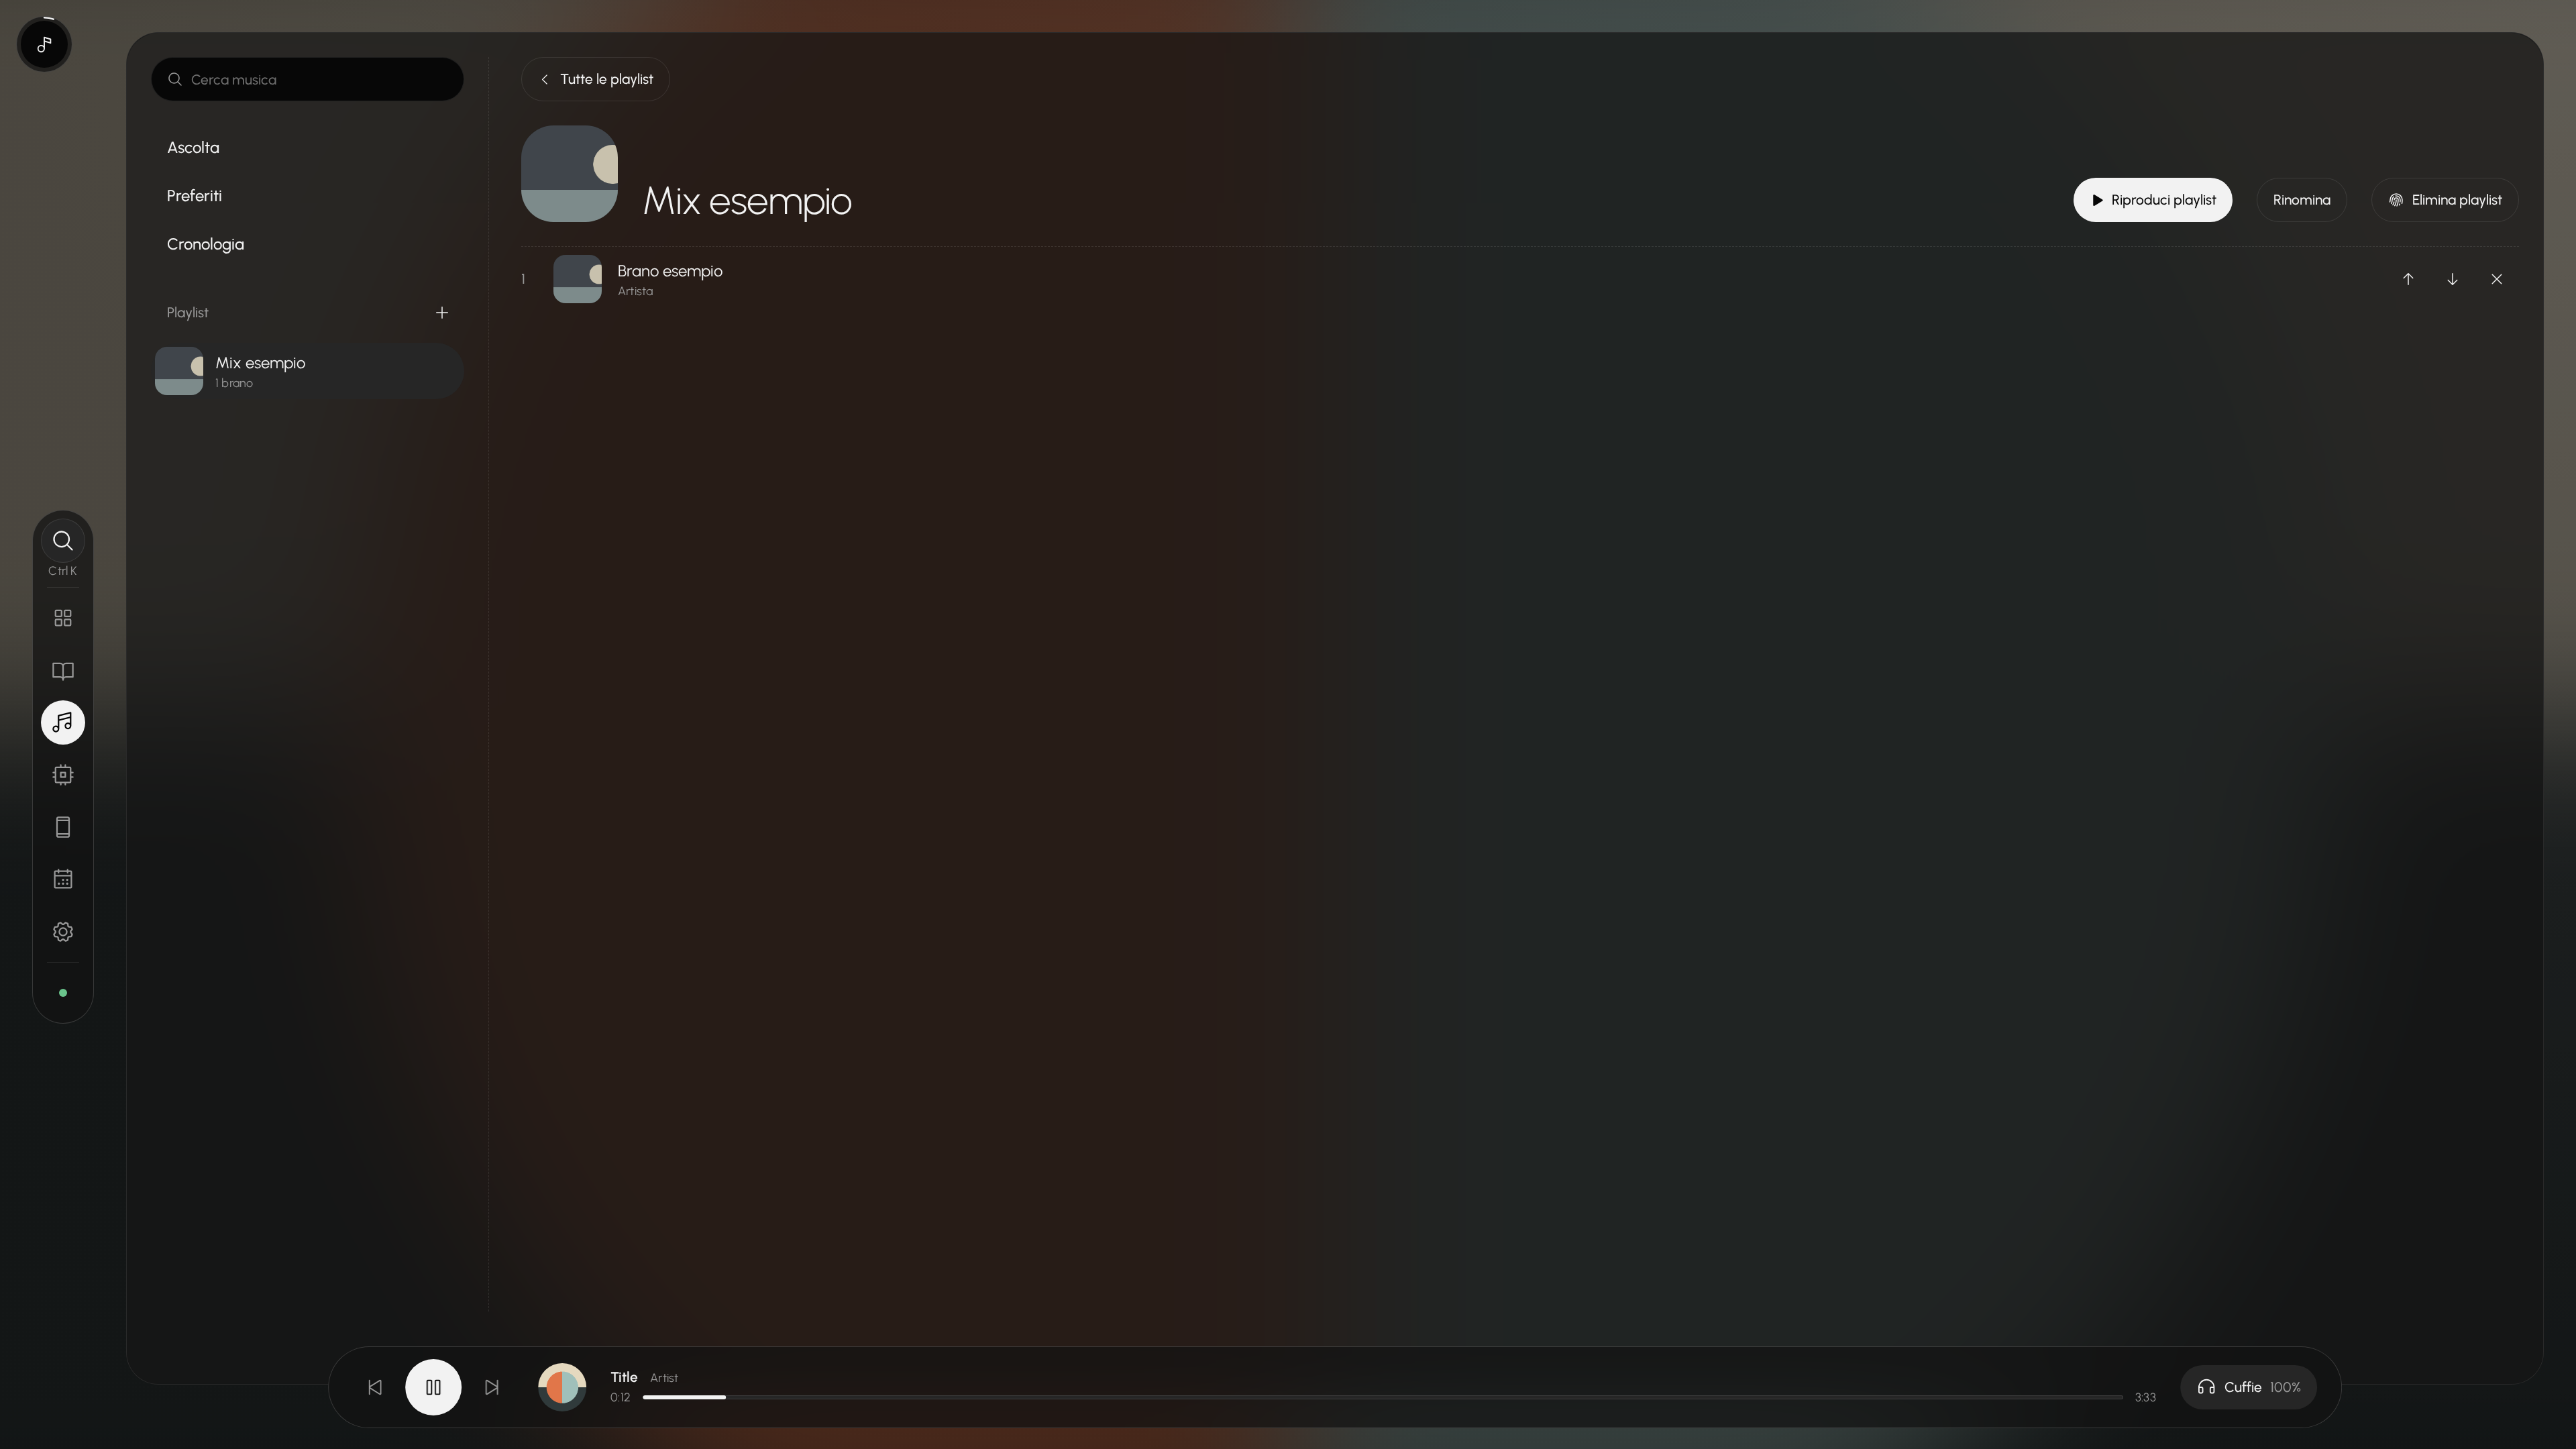 Cerca musica
Tutte le playlist
Ascolta
Preferiti
Cronologia
Playlist
Mix esempio
1 brano
Mix esempio
Riproduci playlist
Rinomina
Elimina playlist
1
Brano esempio
Artista
Ctrl K
Title Artist
0:12
3:33
Cuffie 100%